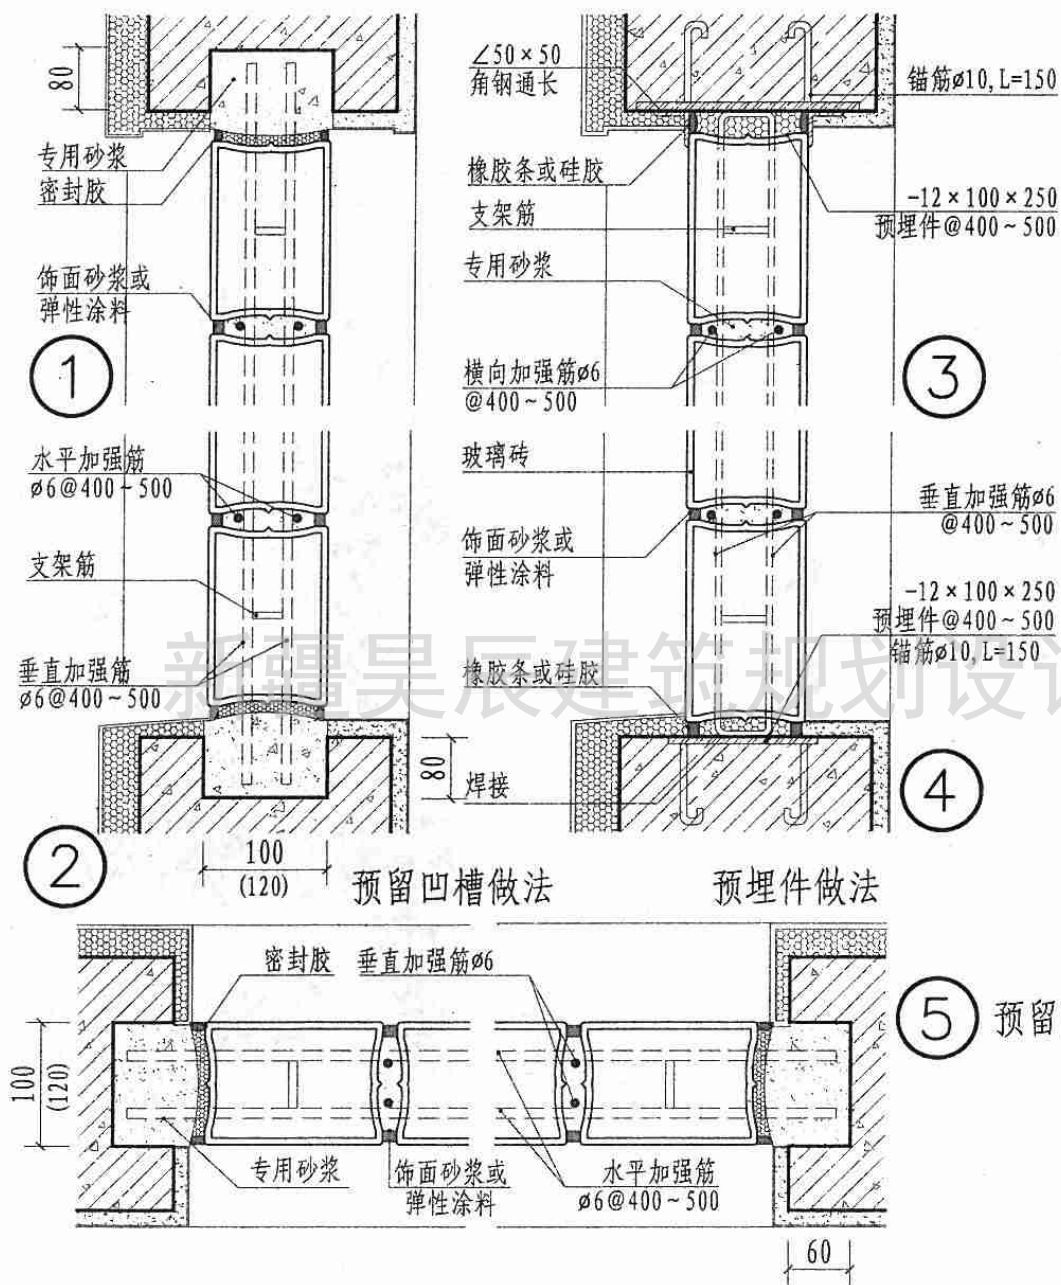 80
专用砂浆
密封胶
饰面砂浆或
弹性涂料
1
∠50×50
角钢通长
锚筋ø10,L=150
橡胶条或硅胶
支架筋
-12×100×250
预埋件@400~500
专用砂浆
横向加强筋ø6
@400~500
3
水平加强筋
ø6@400~500
支架筋
垂直加强筋
ø6@400~500
80
2
100
(120)
预留凹槽做法
玻璃砖
垂直加强筋ø6
@400~500
饰面砂浆或
弹性涂料
-12×100×250
预埋件@400~500
锚筋ø10,L=150
橡胶条或硅胶
焊接
4
预埋件做法
新疆昊辰建筑规划设计
密封胶
垂直加强筋ø6
5
预留
100
(120)
专用砂浆
饰面砂浆或
弹性涂料
水平加强筋
ø6@400~500
60